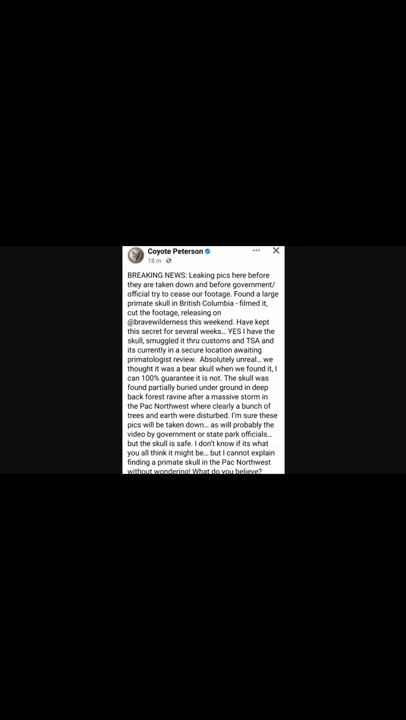 Coyote Peterson
18 m
BREAKING NEWS: Leaking pics here before
they are taken down and before government/
official try to cease our footage. Found a large
primate skull in British Columbia - filmed it,
cut the footage, releasing on
@bravewilderness this weekend. Have kept
this secret for several weeks... YES I have the
skull, smuggled it thru customs and TSA and
its currently in a secure location awaiting
primatologist review.  Absolutely unreal... we
thought it was a bear skull when we found it, I
can 100% guarantee it is not. The skull was
found partially buried under ground in deep
back forest ravine after a massive storm in
the Pac Northwest where clearly a bunch of
trees and earth were disturbed. I'm sure these
pics will be taken down... as will probably the
video by government or state park officials...
but the skull is safe. I don't know if its what
you all think it might be... but I cannot explain
finding a primate skull in the Pac Northwest
without wondering! What do you believe?